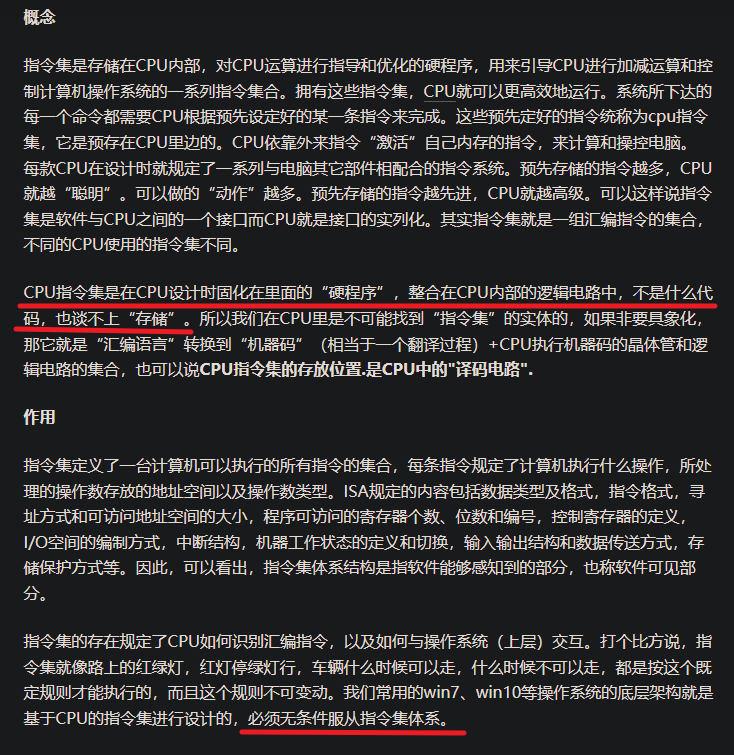 概念
指令集是存储在CPU内部，对CPU运算进行指导和优化的硬程序，用来引导CPU进行加减运算和控
制计算机操作系统的一系列指令集合。拥有这些指令集，CPU就可以更高效地运行。系统所下达的
每一个命令都需要CPU根据预先设定好的某一条指令来完成。这些预先定好的指令统称为cpu指令
集，它是预存在CPU里边的。CPU依靠外来指令“激活”自己内存的指令，来计算和操控电脑。
每款CPU在设计时就规定了一系列与电脑其它部件相配合的指令系统。预先存储的指令越多，CPU
就越“聪明”。可以做的“动作”越多。预先存储的指令越先进，CPU就越高级。可以这样说指令
集是软件与CPU之间的一个接口而CPU就是接口的实列化。其实指令集就是一组汇编指令的集合，
不同的CPU使用的指令集不同。
CPU指令集是在CPU设计时固化在里面的“硬程序”，整合在CPU内部的逻辑电路中，不是什么代
码，也谈不上“存储”。所以我们在CPU里是不可能找到“指令集”的实体的，如果非要具象化，
那它就是“汇编语言”转换到“机器码”（相当于一个翻译过程）+CPU执行机器码的晶体管和逻
辑电路的集合，也可以说CPU指令集的存放位置.是CPU中的"译码电路".
作用
指令集定义了一台计算机可以执行的所有指令的集合，每条指令规定了计算机执行什么操作，所处
理的操作数存放的地址空间以及操作数类型。ISA规定的内容包括数据类型及格式，指令格式，寻
址方式和可访问地址空间的大小，程序可访问的寄存器个数、位数和编号，控制寄存器的定义，
I/O空间的编制方式，中断结构，机器工作状态的定义和切换，输入输出结构和数据传送方式，存
储保护方式等。因此，可以看出，指令集体系结构是指软件能够感知到的部分，也称软件可见部
分。
指令集的存在规定了CPU如何识别汇编指令，以及如何与操作系统（上层）交互。打个比方说，指
令集就像路上的红绿灯，红灯停绿灯行，车辆什么时候可以走，什么时候不可以走，都是按这个既
定规则才能执行的，而且这个规则不可变动。我们常用的win7、win10等操作系统的底层架构就是
基于CPU的指令集进行设计的，必须无条件服从指令集体系。